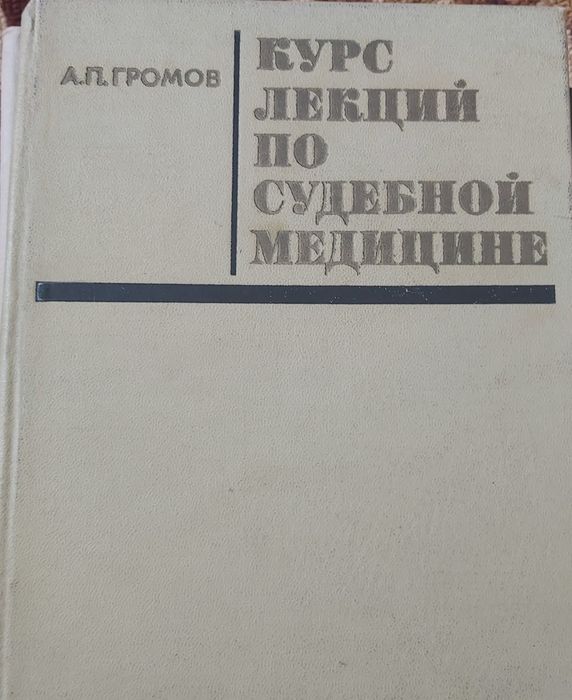 А.П.ГРОМОВ
КУРС
ЛЕКЦИЙ
ПО
СУДЕБНОЙ
МЕДИЦИНЕ